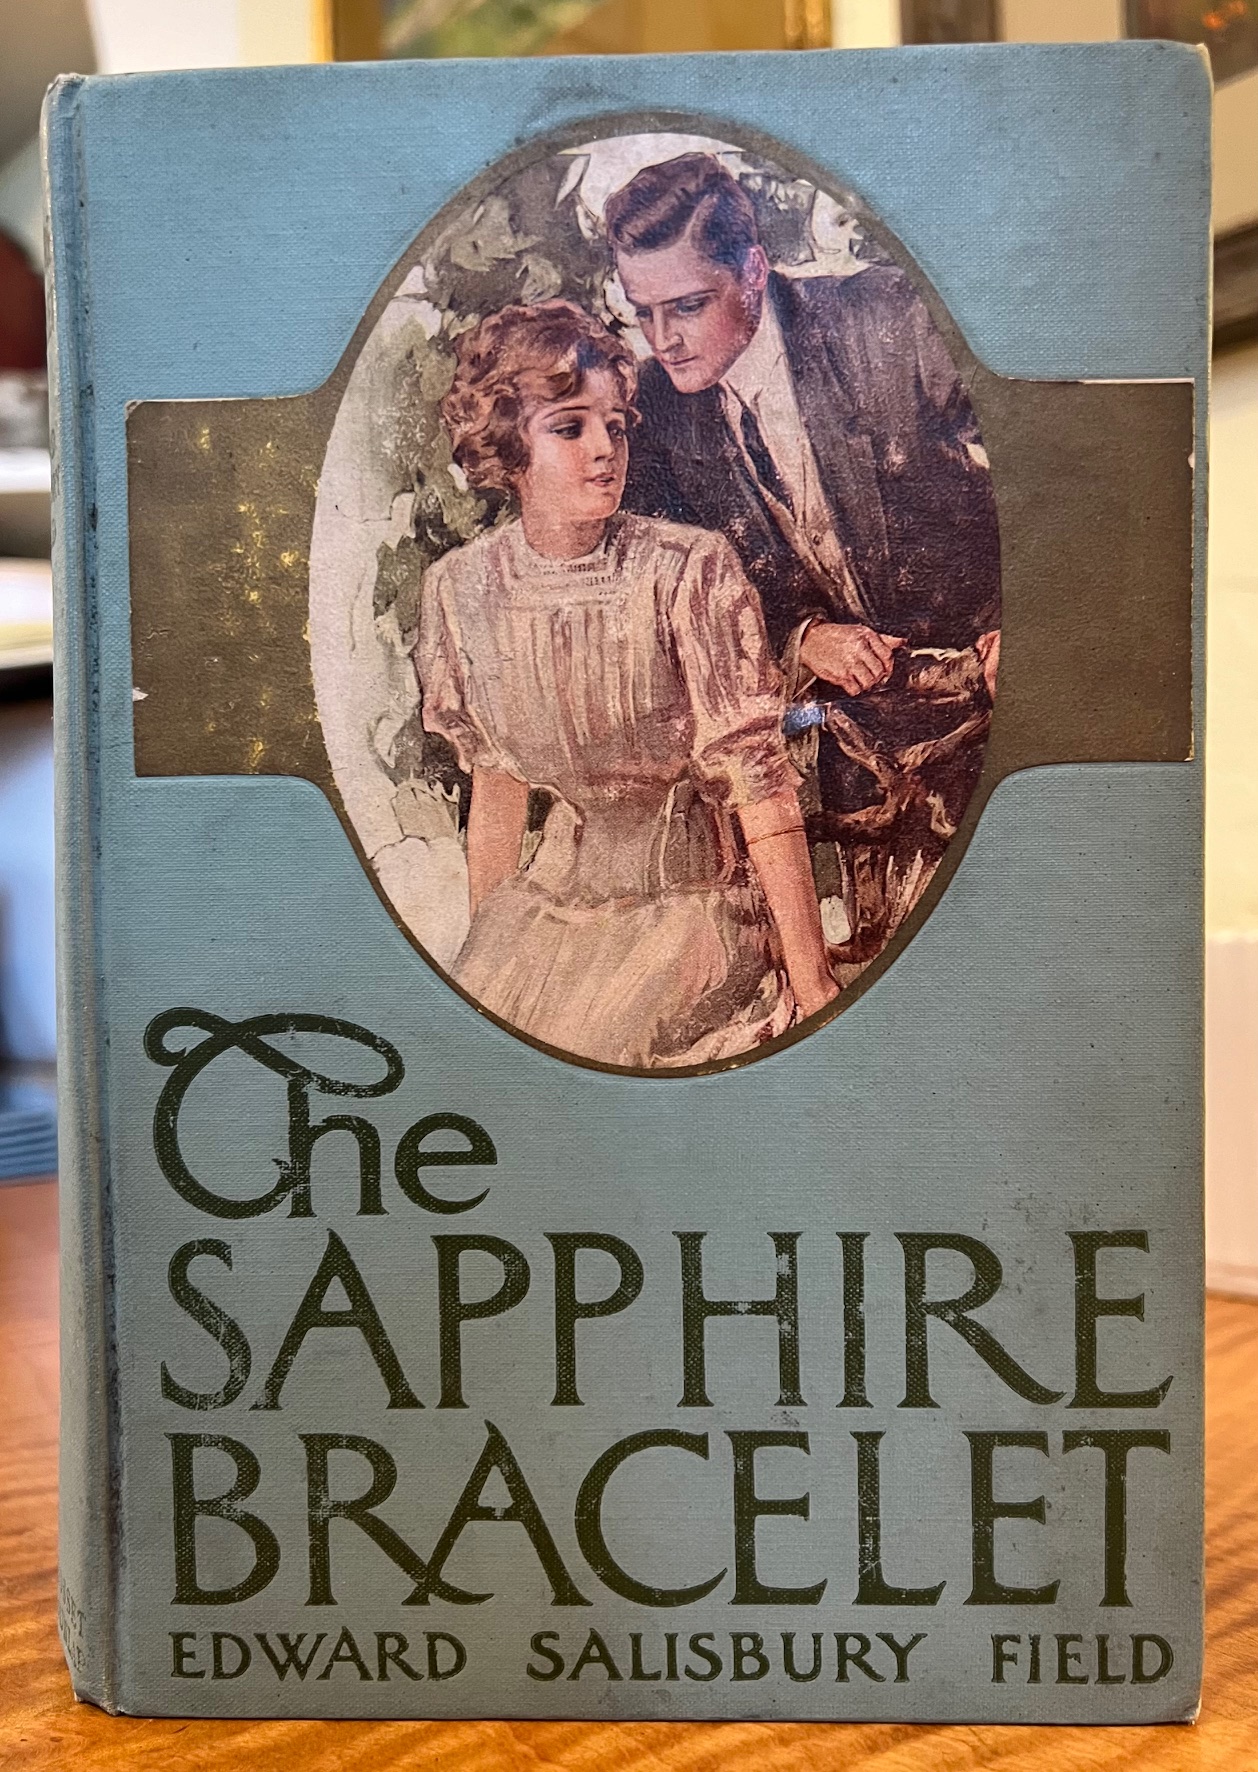 The
SAPPHIRE
BRACELET
EDWARD SALISBURY FIELD